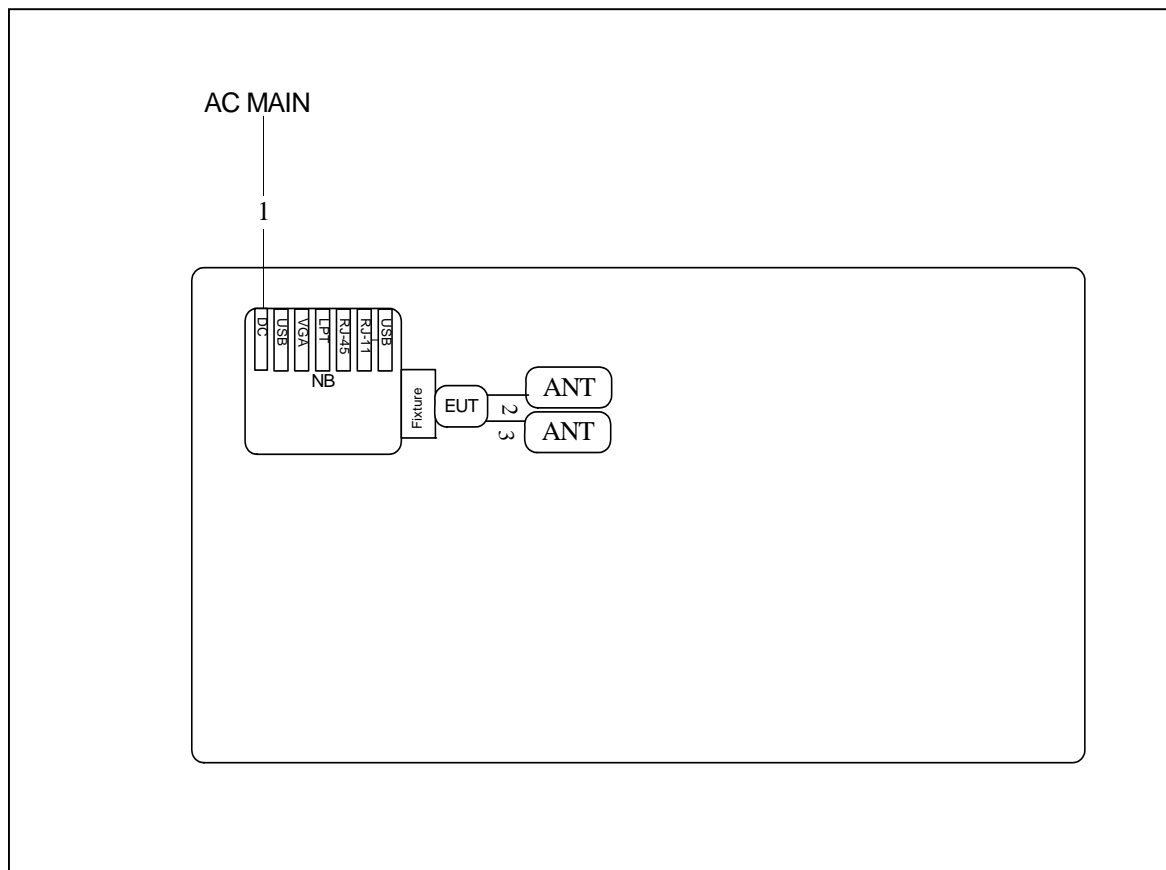 AC MAIN
1
DC
USB
VGA
LPT
RJ-45
RJ-11
USB
NB
Fixture
EUT
2
3
ANT
ANT